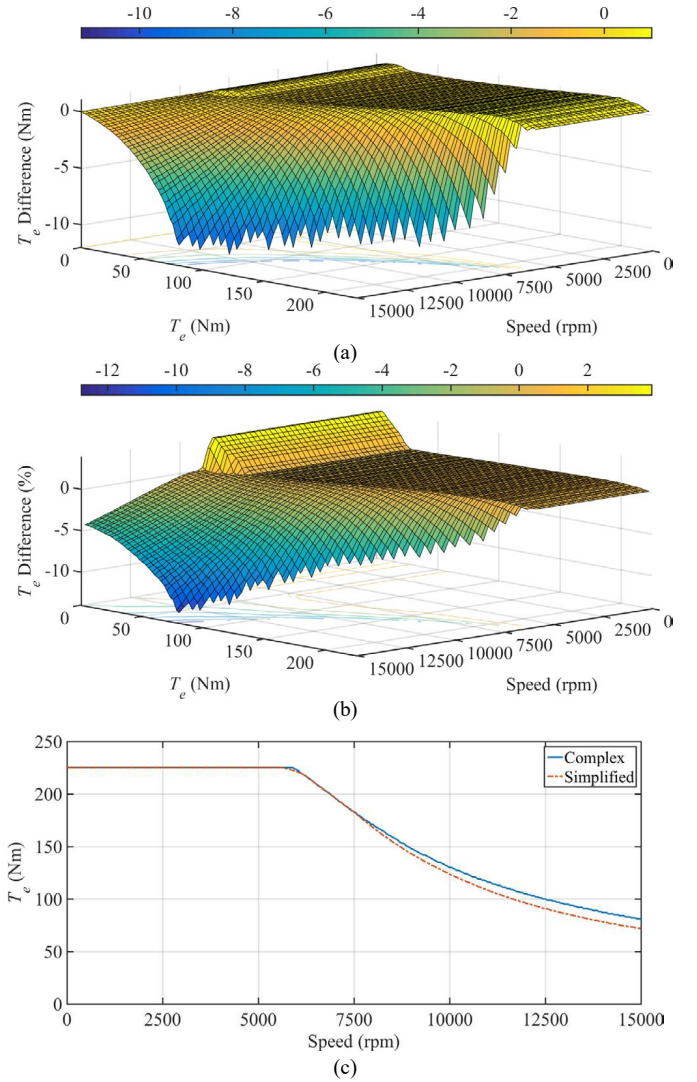 -10 -8 -6 -4 -2 0
T_e Difference (Nm)
0
-5
-10
0 50 100 150 200
T_e (Nm)
15000 12500 10000 7500 5000 2500 0
Speed (rpm)
(a)
-12 -10 -8 -6 -4 -2 0 2
T_e Difference (%)
0
-5
-10
0 50 100 150 200
T_e (Nm)
15000 12500 10000 7500 5000 2500 0
Speed (rpm)
(b)
250
200
150
100
50
0
T_e (Nm)
Complex
Simplified
0 2500 5000 7500 10000 12500 15000
Speed (rpm)
(c)